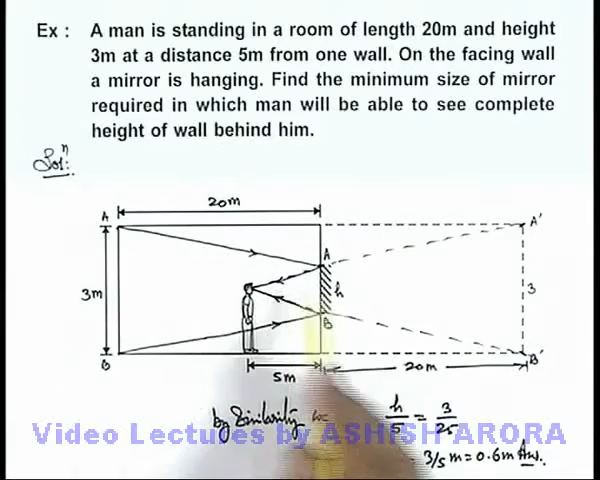 Ex : A man is standing in a room of length 20m and height
3m at a distance 5m from one wall. On the facing wall
a mirror is hanging. Find the minimum size of mirror
required in which man will be able to see complete
height of wall behind him.
Solⁿ:
20m
A
A'
A
3m
h
3
B
B
B'
5m
20m
by Similarity
h/5 = 3/25
Video Lectures by ASHISH ARORA
3/5 m = 0.6m Ans.